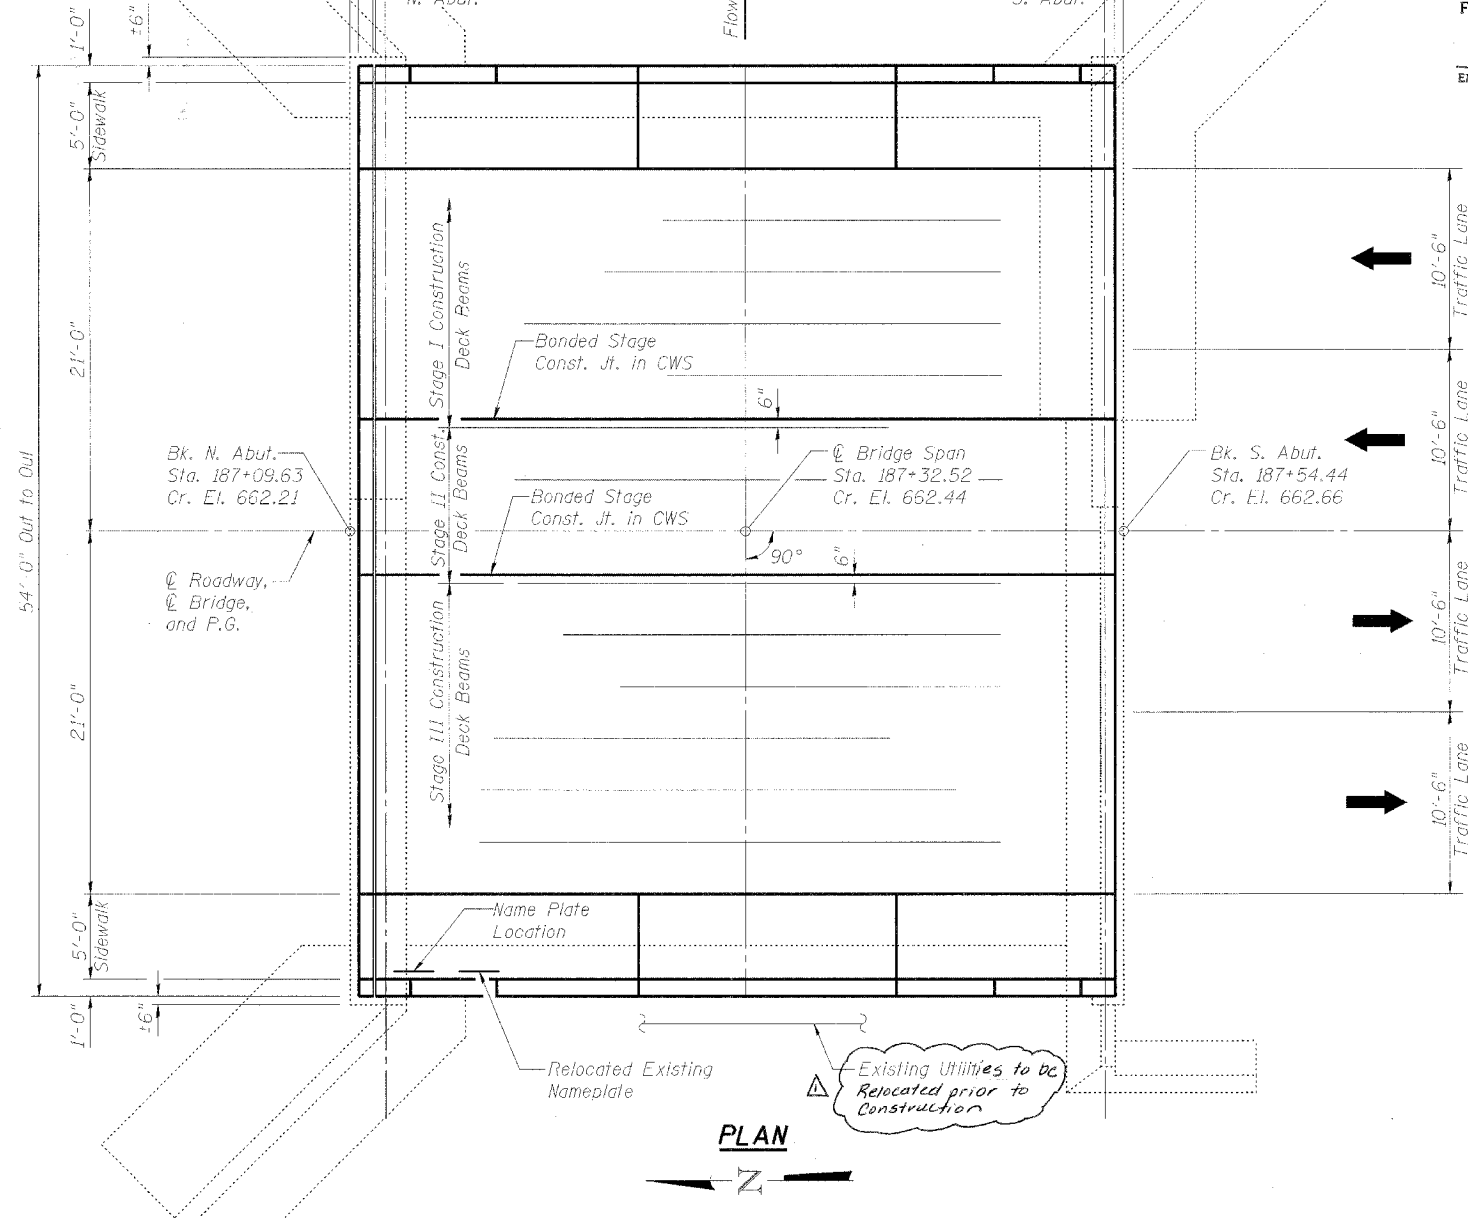 N. Abut.
S. Abut.
Flow
1'-0"
±6"
5'-0"
Sidewalk
21'-0"
54'-0" Out to Out
21'-0"
5'-0"
Sidewalk
1'-0"
±6"
Stage I Construction
Deck Beams
Bonded Stage
Const. Jt. in CWS
6"
Stage II Const.
Deck Beams
Bk. N. Abut.
Sta. 187+09.63
Cr. El. 662.21
Bonded Stage
Const. Jt. in CWS
℄ Bridge Span
Sta. 187+32.52
Cr. El. 662.44
Bk. S. Abut.
Sta. 187+54.44
Cr. El. 662.66
90°
6"
℄ Roadway,
℄ Bridge,
and P.G.
Stage III Construction
Deck Beams
10'-6"
Traffic Lane
10'-6"
Traffic Lane
10'-6"
Traffic Lane
10'-6"
Traffic Lane
Name Plate
Location
Relocated Existing
Nameplate
1
Existing Utilities to be
Relocated prior to
Construction
PLAN
N